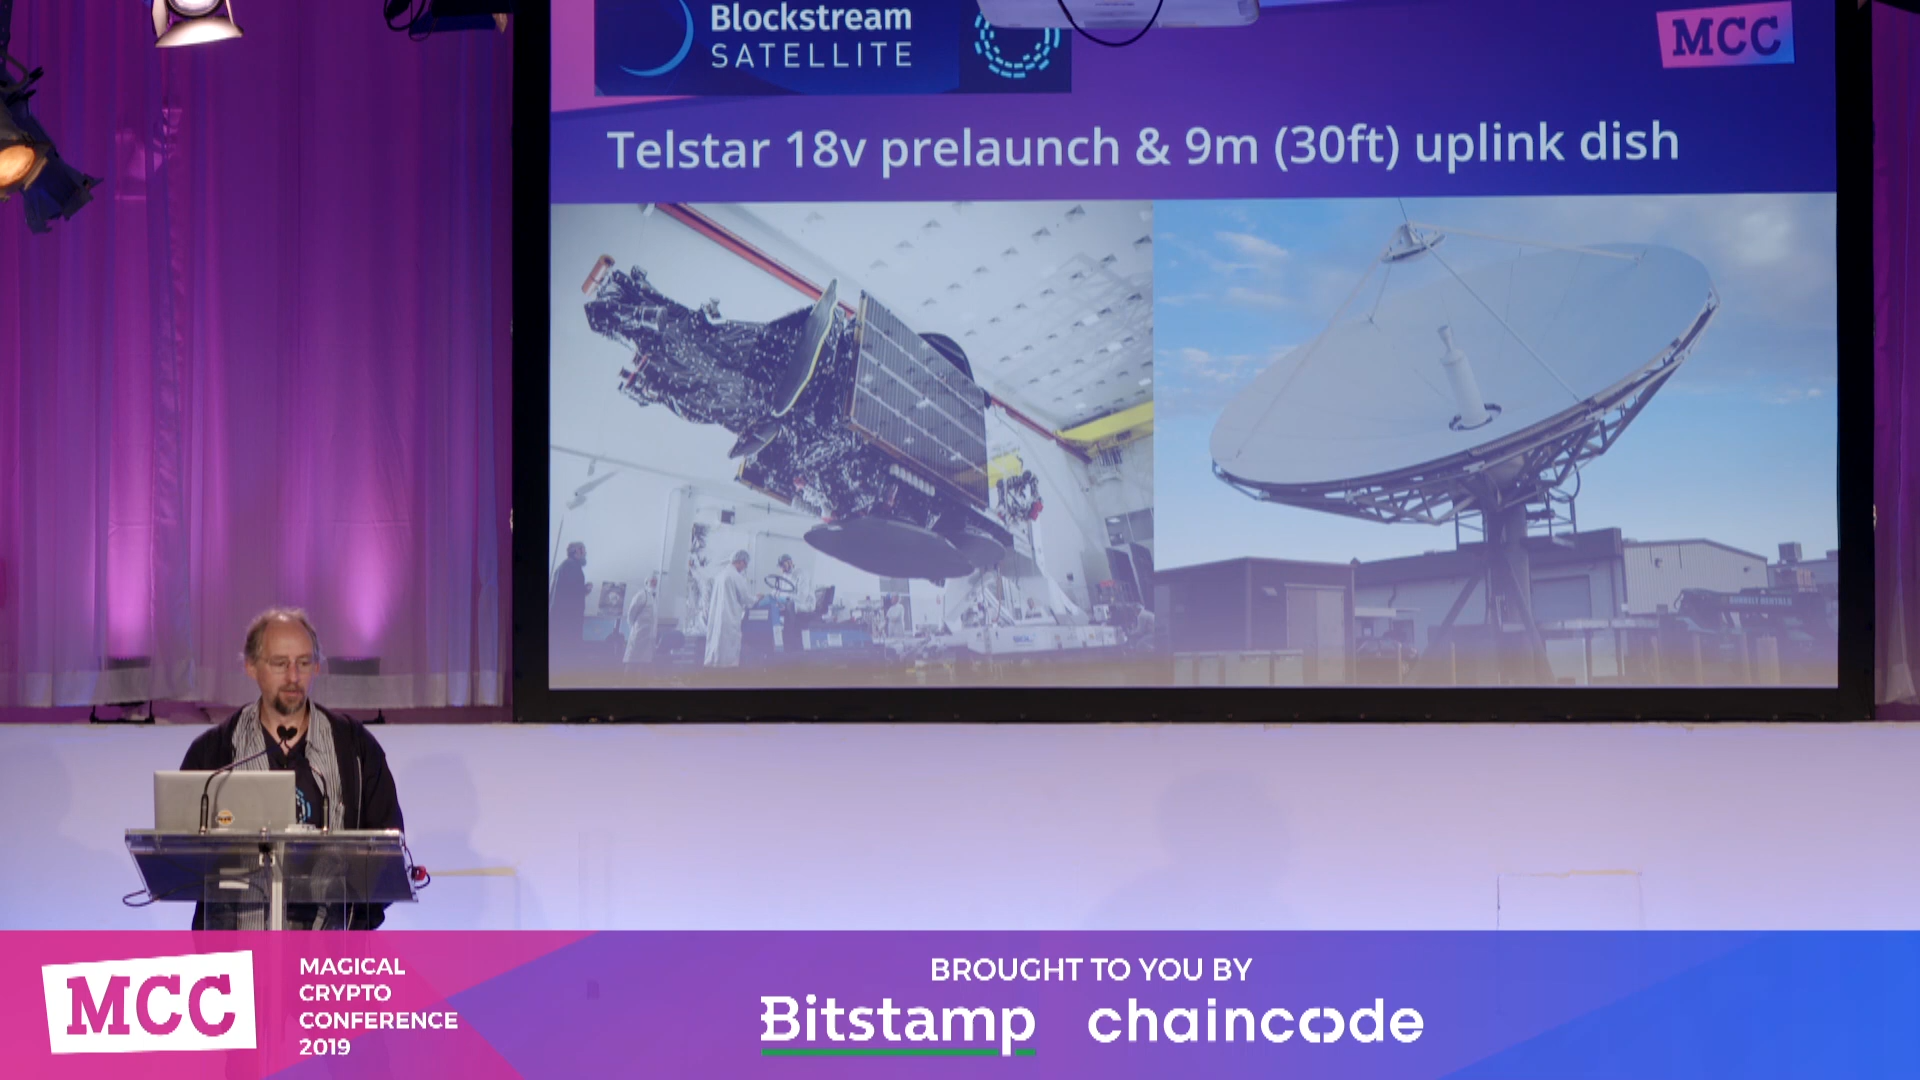 Blockstream
SATELLITE
MCC
Telstar 18v prelaunch & 9m (30ft) uplink dish
MCC
MAGICAL
CRYPTO
CONFERENCE
2019
BROUGHT TO YOU BY
Bitstamp
chaincode